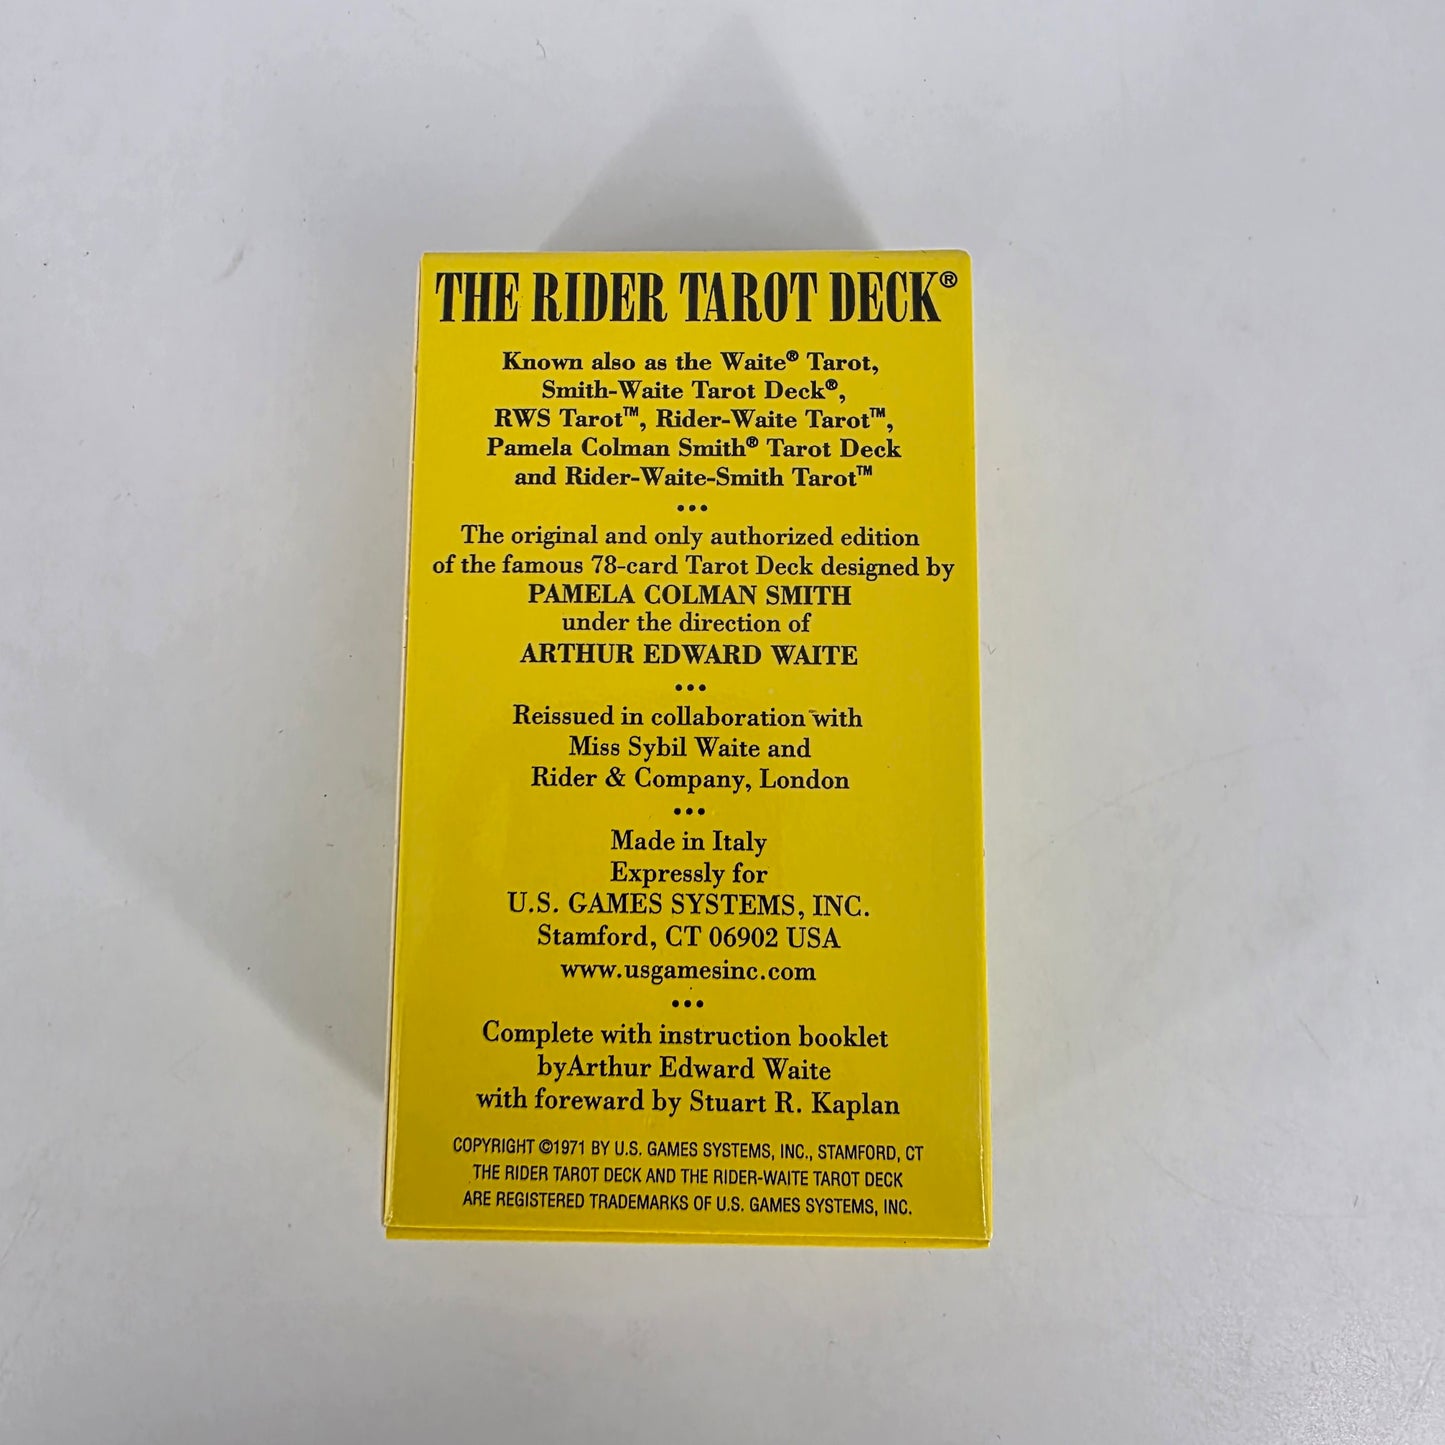 THE RIDER TAROT DECK®
Known also as the Waite® Tarot,
Smith-Waite Tarot Deck®,
RWS Tarot™, Rider-Waite Tarot™,
Pamela Colman Smith® Tarot Deck
and Rider-Waite-Smith Tarot™
•••
The original and only authorized edition
of the famous 78-card Tarot Deck designed by
PAMELA COLMAN SMITH
under the direction of
ARTHUR EDWARD WAITE
•••
Reissued in collaboration with
Miss Sybil Waite and
Rider & Company, London
•••
Made in Italy
Expressly for
U.S. GAMES SYSTEMS, INC.
Stamford, CT 06902 USA
www.usgamesinc.com
•••
Complete with instruction booklet
byArthur Edward Waite
with foreward by Stuart R. Kaplan
COPYRIGHT ©1971 BY U.S. GAMES SYSTEMS, INC., STAMFORD, CT
THE RIDER TAROT DECK AND THE RIDER-WAITE TAROT DECK
ARE REGISTERED TRADEMARKS OF U.S. GAMES SYSTEMS, INC.